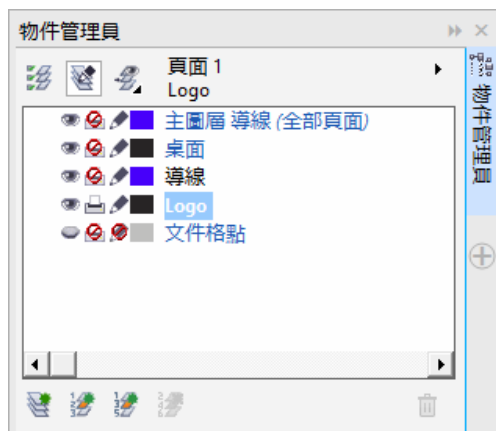 物件管理員
頁面 1
Logo
主圖層 導線 (全部頁面)
桌面
導線
Logo
文件格點
物件管理員